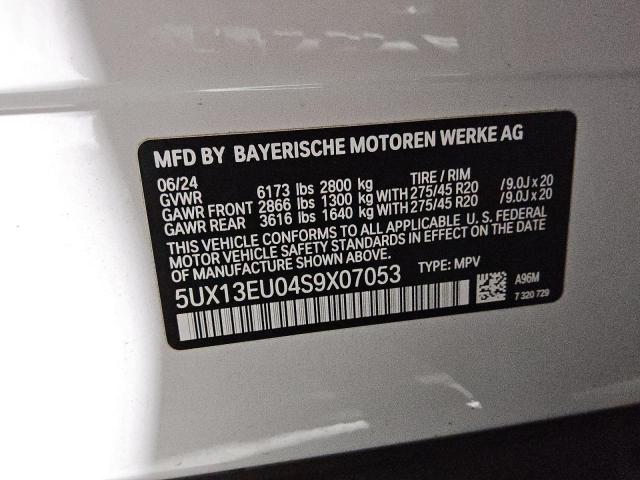 MFD BY BAYERISCHE MOTOREN WERKE AG
06/24 TIRE / RIM
GVWR 6173 lbs 2800 kg
GAWR FRONT 2866 lbs 1300 kg WITH 275/45 R20 /9.0J x 20
GAWR REAR 3616 lbs 1640 kg WITH 275/45 R20 /9.0J x 20
THIS VEHICLE CONFORMS TO ALL APPLICABLE U. S. FEDERAL
MOTOR VEHICLE SAFETY STANDARDS IN EFFECT ON THE DATE
OF MANUFACTURE SHOWN ABOVE.
5UX13EU04S9X07053 TYPE: MPV
A96M
7 320 729